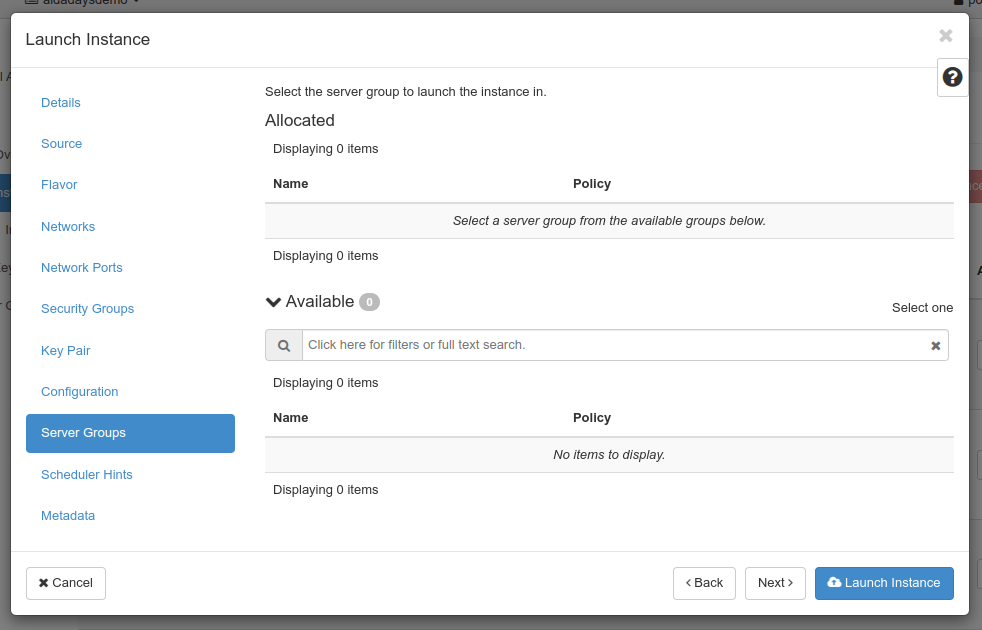 Launch Instance
Details
Source
Flavor
Networks
Network Ports
Security Groups
Key Pair
Configuration
Server Groups
Scheduler Hints
Metadata
Select the server group to launch the instance in.
Allocated
Displaying 0 items
Name Policy
Select a server group from the available groups below.
Displaying 0 items
Available 0
Select one
Click here for filters or full text search.
Displaying 0 items
Name Policy
No items to display.
Displaying 0 items
Cancel
Back
Next
Launch Instance